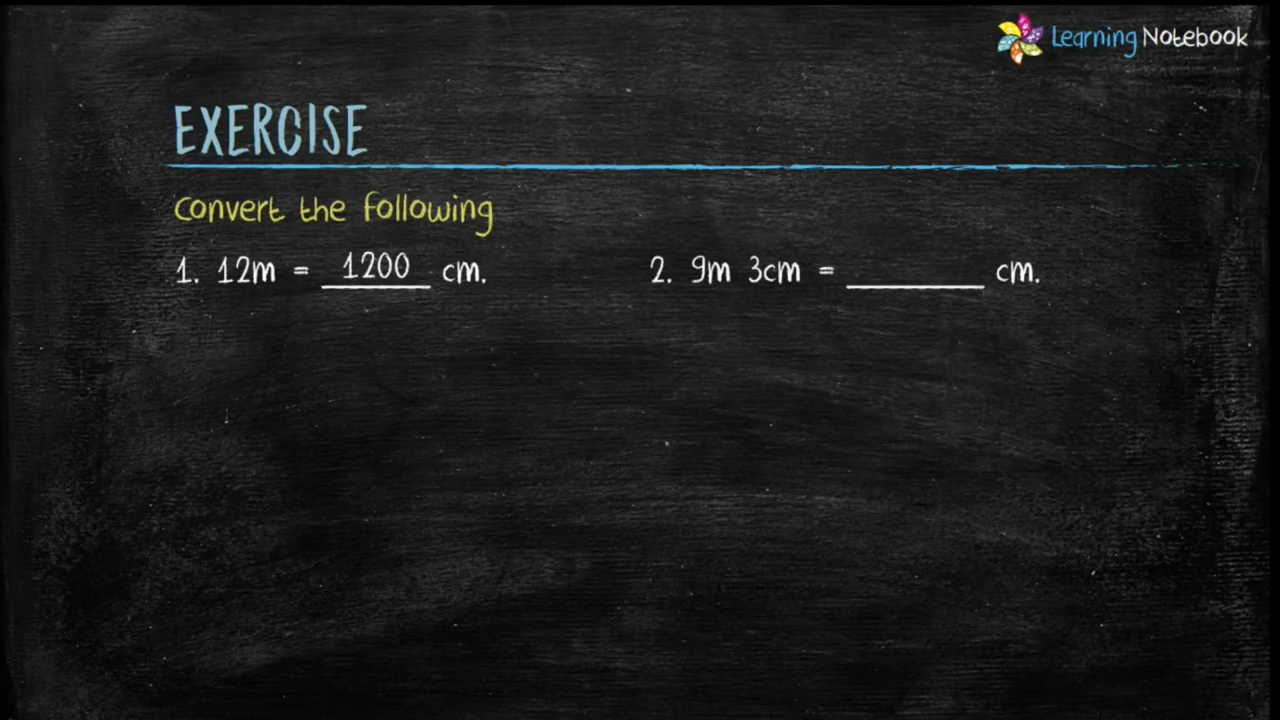 Learning Notebook
EXERCISE
Convert the following
1. 12m = 1200 cm. 2. 9m 3cm = ________ cm.